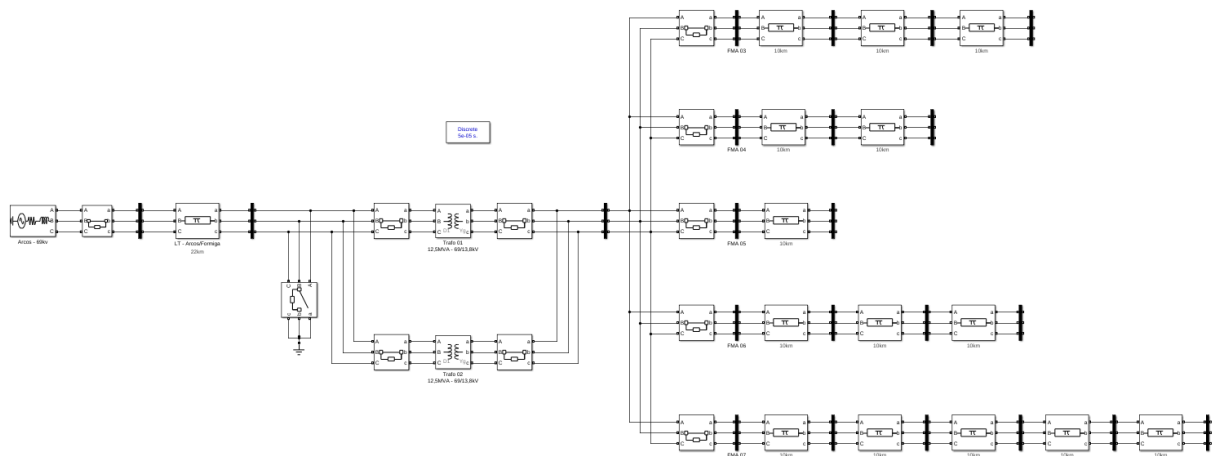 FMA 03
10km
10km
10km
Discrete
5e-05 s.
FMA 04
10km
10km
Arcos - 69kv
LT - Arcos/Formiga
22km
Trafo 01
12,5MVA - 69/13,8kV
FMA 05
10km
FMA 06
10km
10km
10km
Trafo 02
12,5MVA - 69/13,8kV
FMA 07
10km
10km
10km
10km
10km